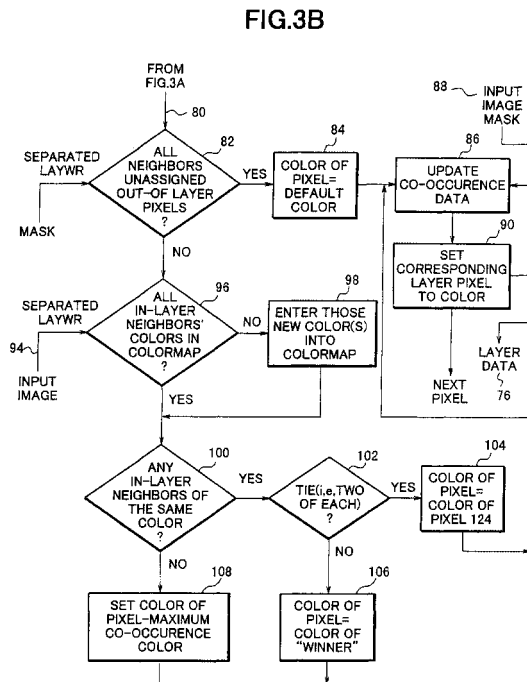 FIG.3B
FROM
FIG.3A
80
82
SEPARATED
LAYWR
MASK
ALL
NEIGHBORS
UNASSIGNED
OUT-OF LAYER
PIXELS
?
YES
NO
84
COLOR OF
PIXEL=
DEFAULT
COLOR
88
INPUT
IMAGE
MASK
86
UPDATE
CO-OCCURENCE
DATA
90
SET
CORRESPONDING
LAYER PIXEL
TO COLOR
NEXT
PIXEL
LAYER
DATA
76
SEPARATED
LAYWR
94
INPUT
IMAGE
96
ALL
IN-LAYER
NEIGHBORS'
COLORS IN
COLORMAP
?
NO
YES
98
ENTER THOSE
NEW COLOR(S)
INTO
COLORMAP
100
ANY
IN-LAYER
NEIGHBORS OF
THE SAME
COLOR
?
YES
NO
102
TIE(i.e,TWO
OF EACH)
?
YES
NO
104
COLOR OF
PIXEL=
COLOR OF
PIXEL 124
108
SET COLOR OF
PIXEL-MAXIMUM
CO-OCCURENCE
COLOR
106
COLOR OF
PIXEL=
COLOR OF
"WINNER"